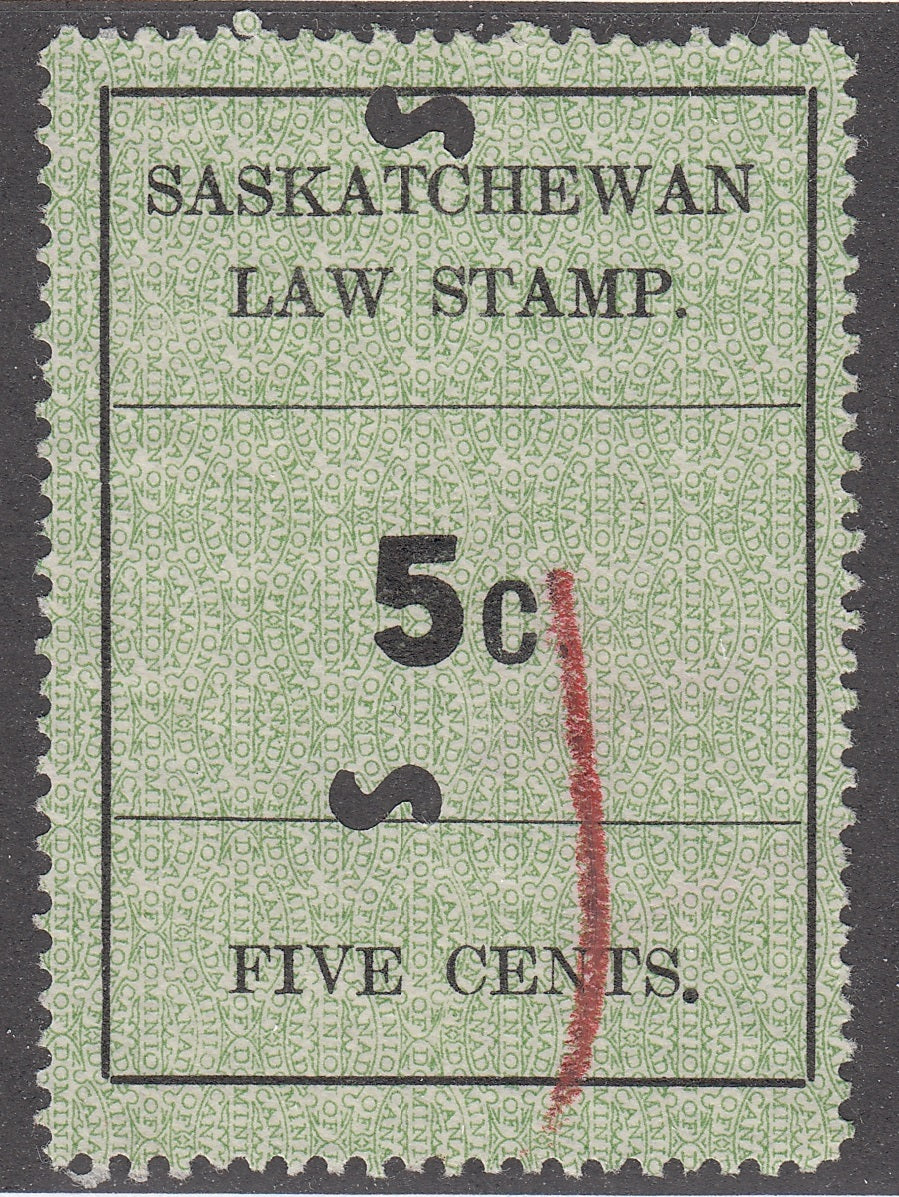 SASKATCHEWAN
LAW STAMP.
5c.
FIVE CENTS.